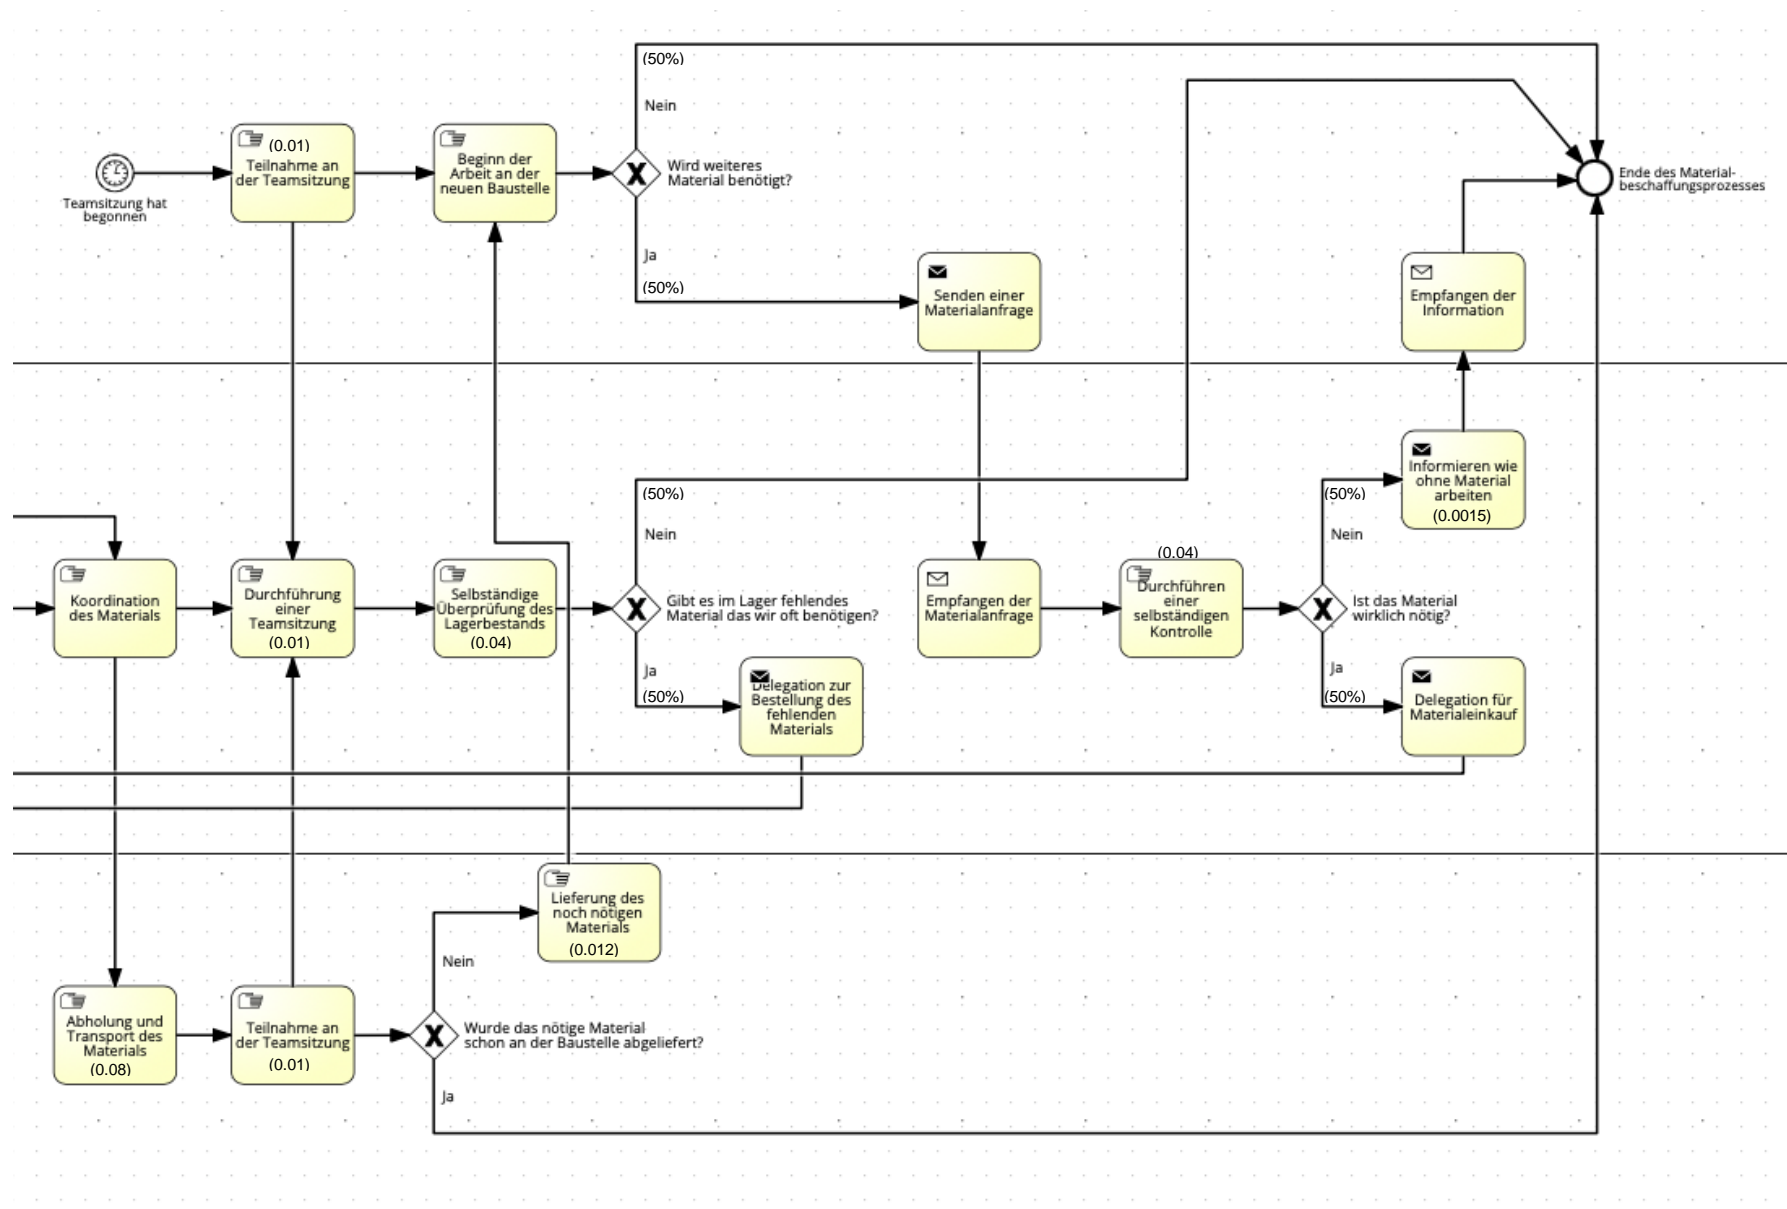 (50%)
Nein
(0.01)
Teilnahme an
der Teamsitzung
Beginn der
Arbeit an der
neuen Baustelle
Wird weiteres
Material benötigt?
Ende des Material-
beschaffungsprozesses
Teamsitzung hat
begonnen
Ja
(50%)
Senden einer
Materialanfrage
Empfangen der
Information
Informieren wie
ohne Material
arbeiten
(0.0015)
(50%)
Nein
(50%)
Nein
Koordination
des Materials
Durchführung
einer
Teamsitzung
(0.01)
Selbständige
Überprüfung des
Lagerbestands
(0.04)
Gibt es im Lager fehlendes
Material das wir oft benötigen?
Empfangen der
Materialanfrage
(0.04)
Durchführen
einer
selbständigen
Kontrolle
Ist das Material
wirklich nötig?
Ja
(50%)
Delegation zur
Bestellung des
fehlenden
Materials
Ja
(50%)
Delegation für
Materialeinkauf
Lieferung des
noch nötigen
Materials
(0.012)
Nein
Abholung und
Transport des
Materials
(0.08)
Teilnahme an
der Teamsitzung
(0.01)
Wurde das nötige Material
schon an der Baustelle abgeliefert?
Ja